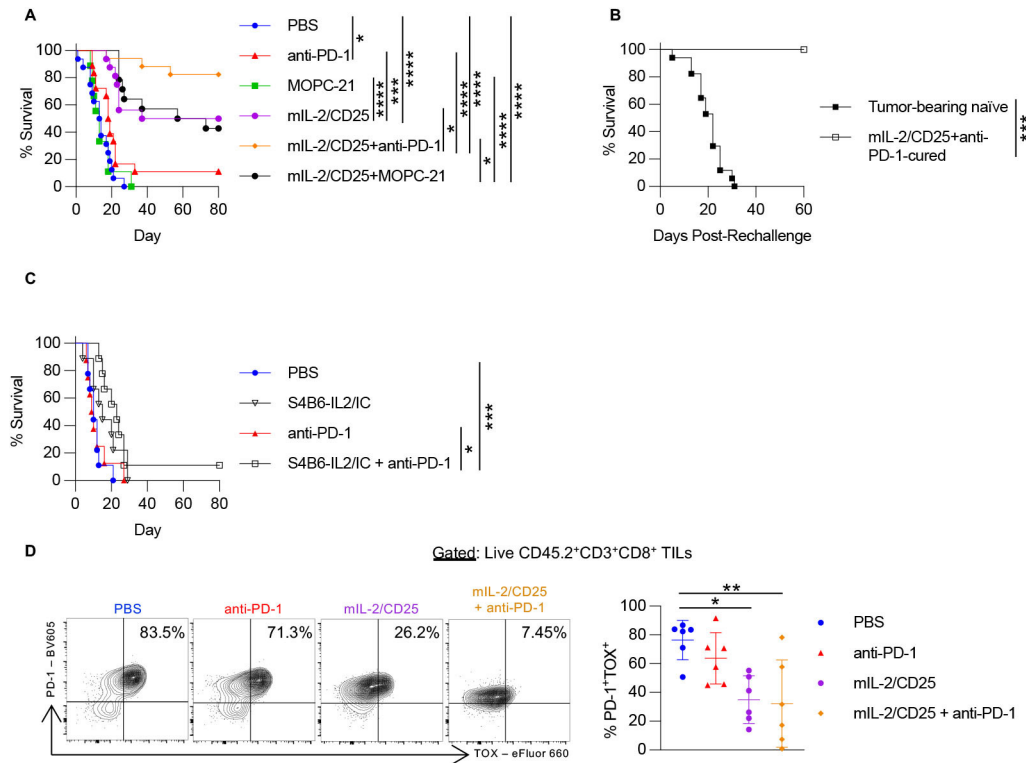 A
% Survival
100
80
60
40
20
0
0 20 40 60 80
Day
PBS
anti-PD-1
MOPC-21
mIL-2/CD25
mIL-2/CD25+anti-PD-1
mIL-2/CD25+MOPC-21
*
****
***
****
*
****
****
*
****
****
B
% Survival
100
80
60
40
20
0
0 20 40 60
Days Post-Rechallenge
Tumor-bearing naïve
mIL-2/CD25+anti-
PD-1-cured
***
C
% Survival
100
80
60
40
20
0
0 20 40 60 80
Day
PBS
S4B6-IL2/IC
anti-PD-1
S4B6-IL2/IC + anti-PD-1
*
***
D
Gated: Live CD45.2⁺CD3⁺CD8⁺ TILs
PBS
anti-PD-1
mIL-2/CD25
mIL-2/CD25
+ anti-PD-1
83.5%
71.3%
26.2%
7.45%
PD-1 – BV605
TOX – eFluor 660
% PD-1⁺TOX⁺
100
80
60
40
20
0
**
*
PBS
anti-PD-1
mIL-2/CD25
mIL-2/CD25 + anti-PD-1